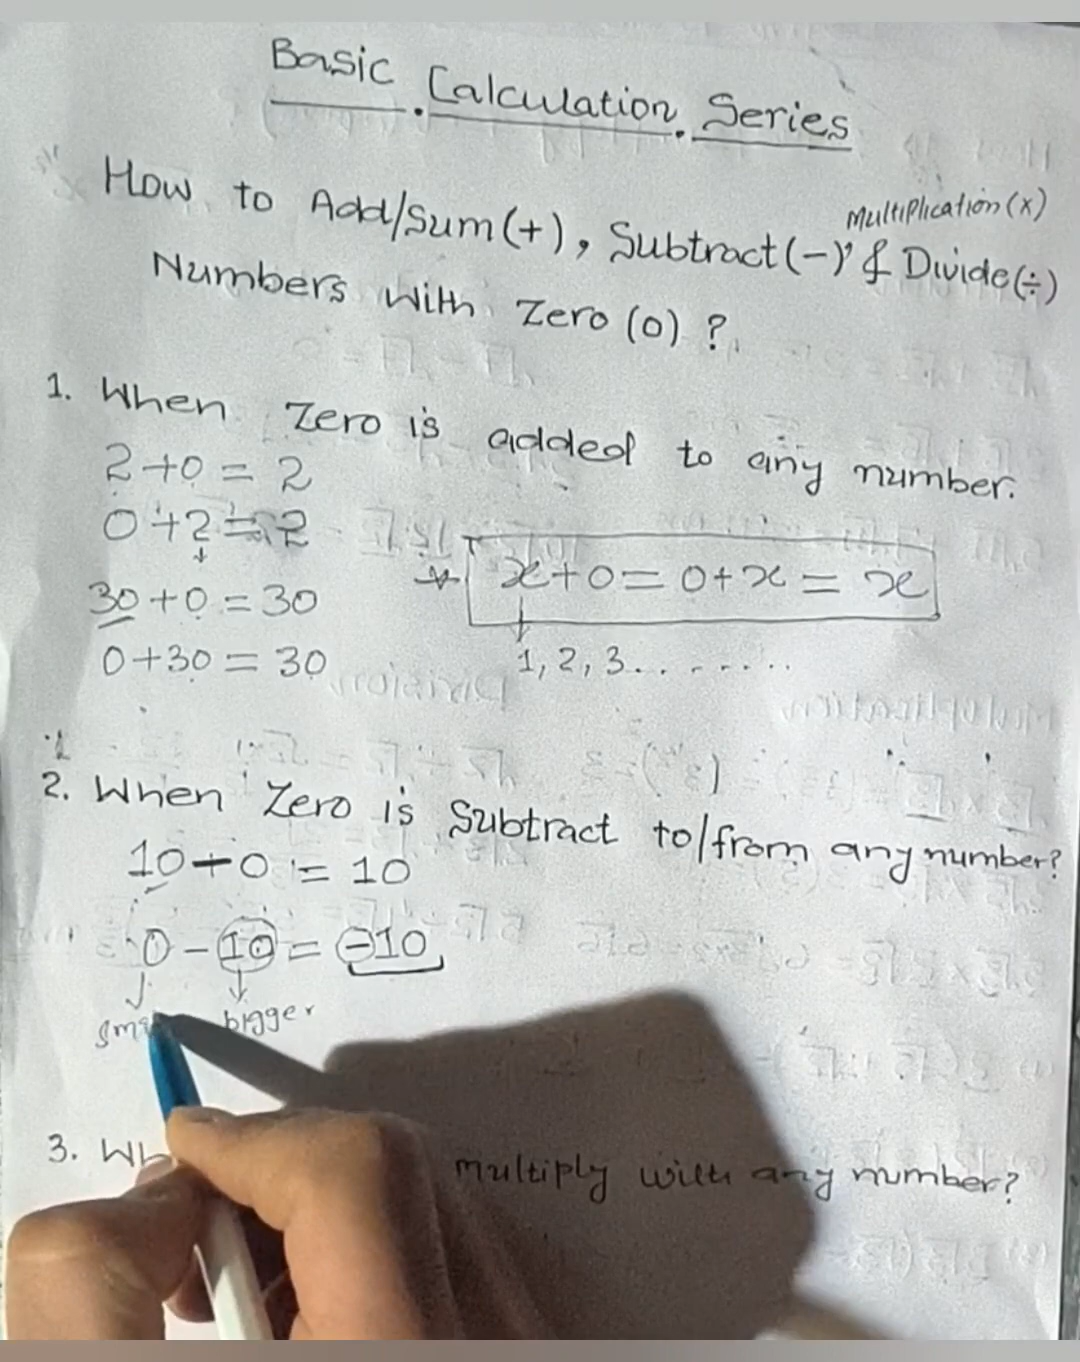 Basic Calculation Series
How to Add/Sum(+), Subtract(-), Multiplication(x) & Divide(÷)
Numbers with Zero (0) ?
1. When Zero is added to any number.
2+0 = 2
0+2 = 2
30+0 = 30
x+0 = 0+x = x
0+30 = 30
1, 2, 3........
2. When Zero is Subtract to/from any number?
10-0 = 10
0-10 = -10
bigger
3. multiply with any number?